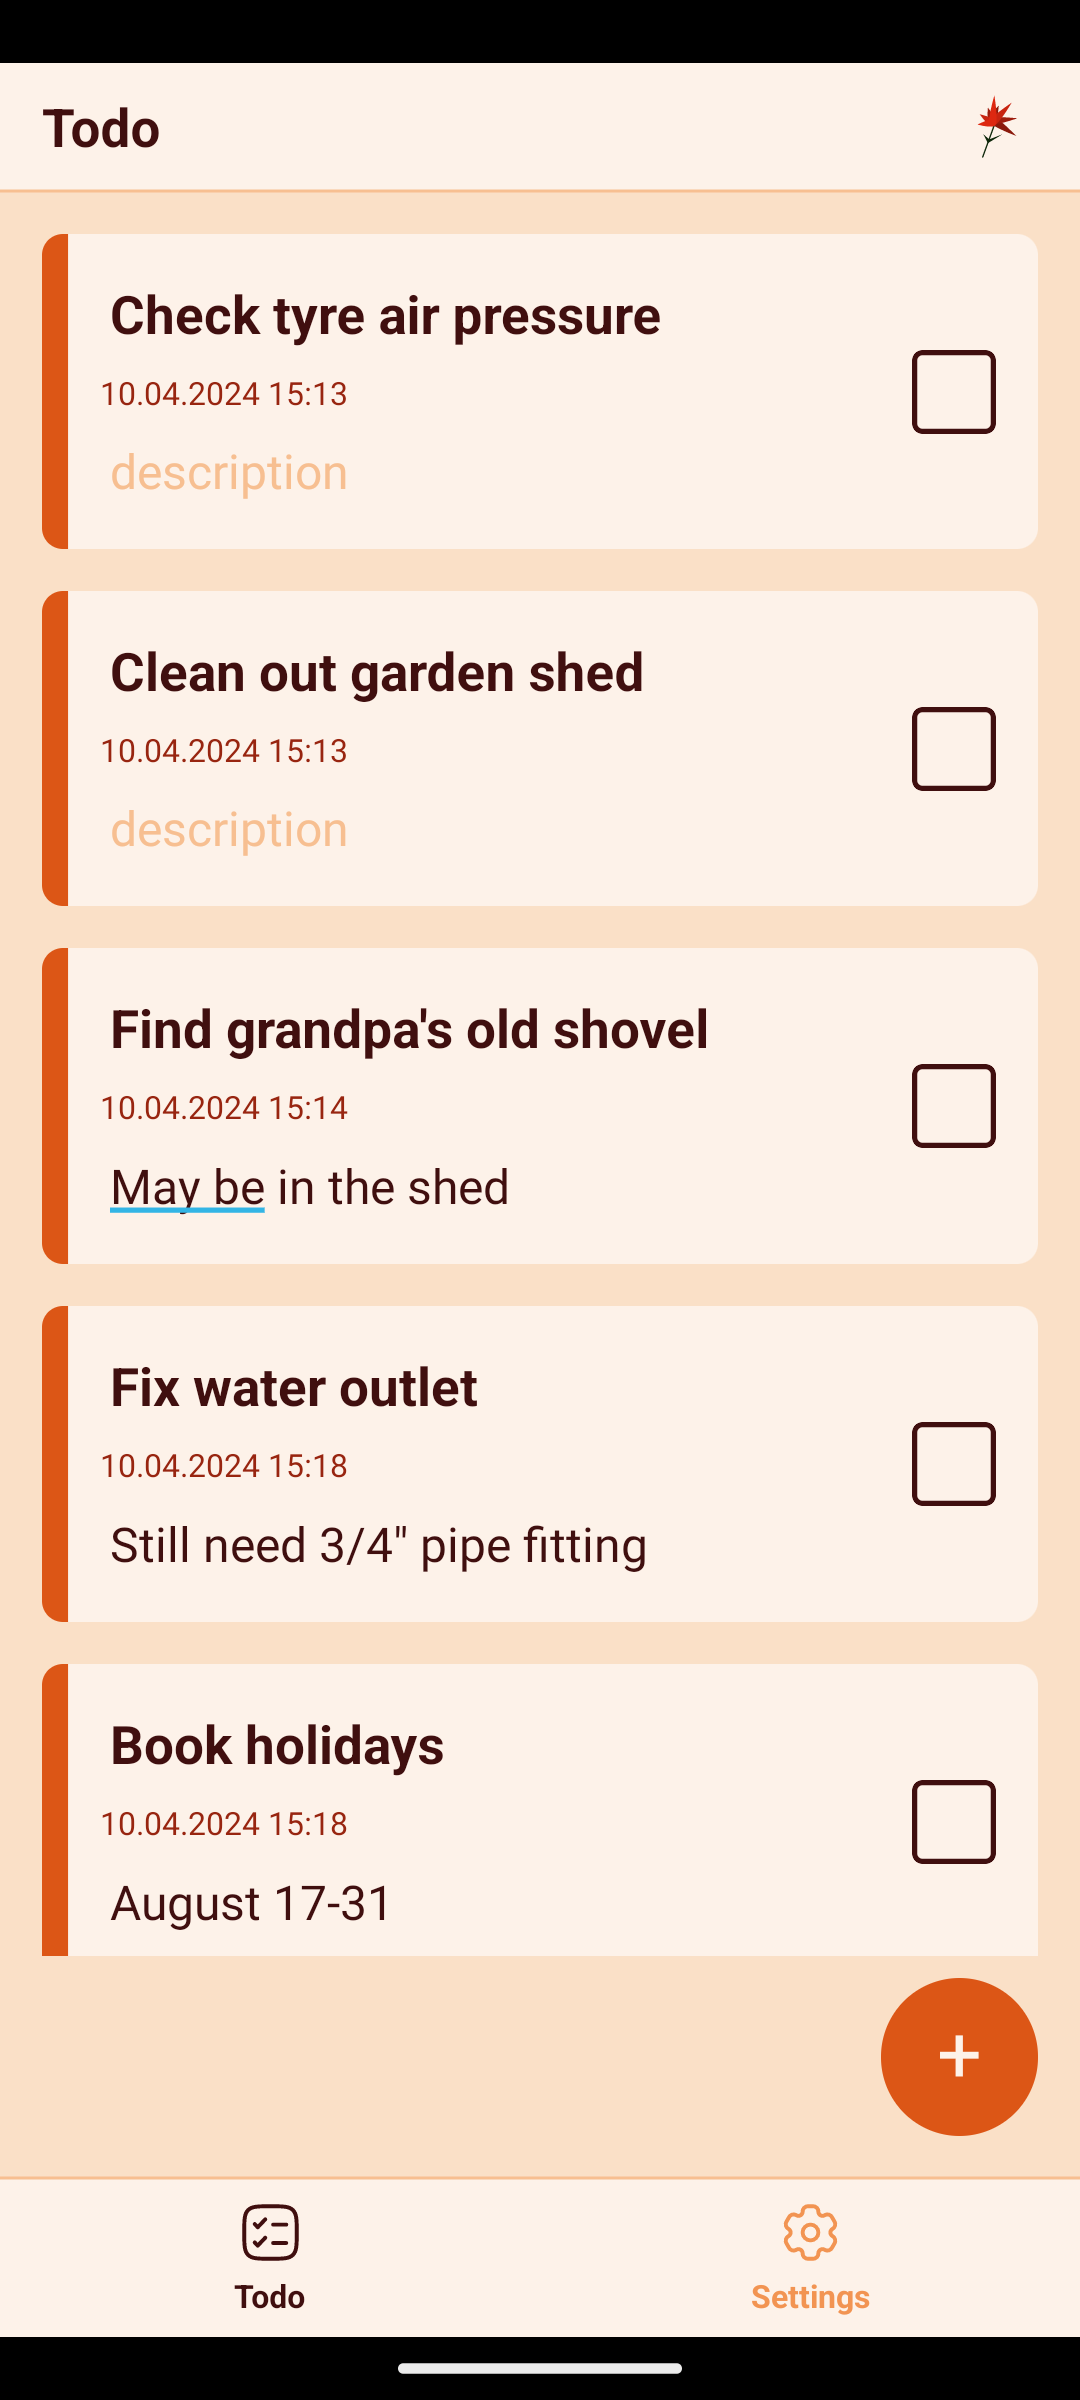 Todo
Check tyre air pressure
10.04.2024 15:13
description
Clean out garden shed
10.04.2024 15:13
description
Find grandpa's old shovel
10.04.2024 15:14
May be in the shed
Fix water outlet
10.04.2024 15:18
Still need 3/4" pipe fitting
Book holidays
10.04.2024 15:18
August 17-31
+
Todo
Settings